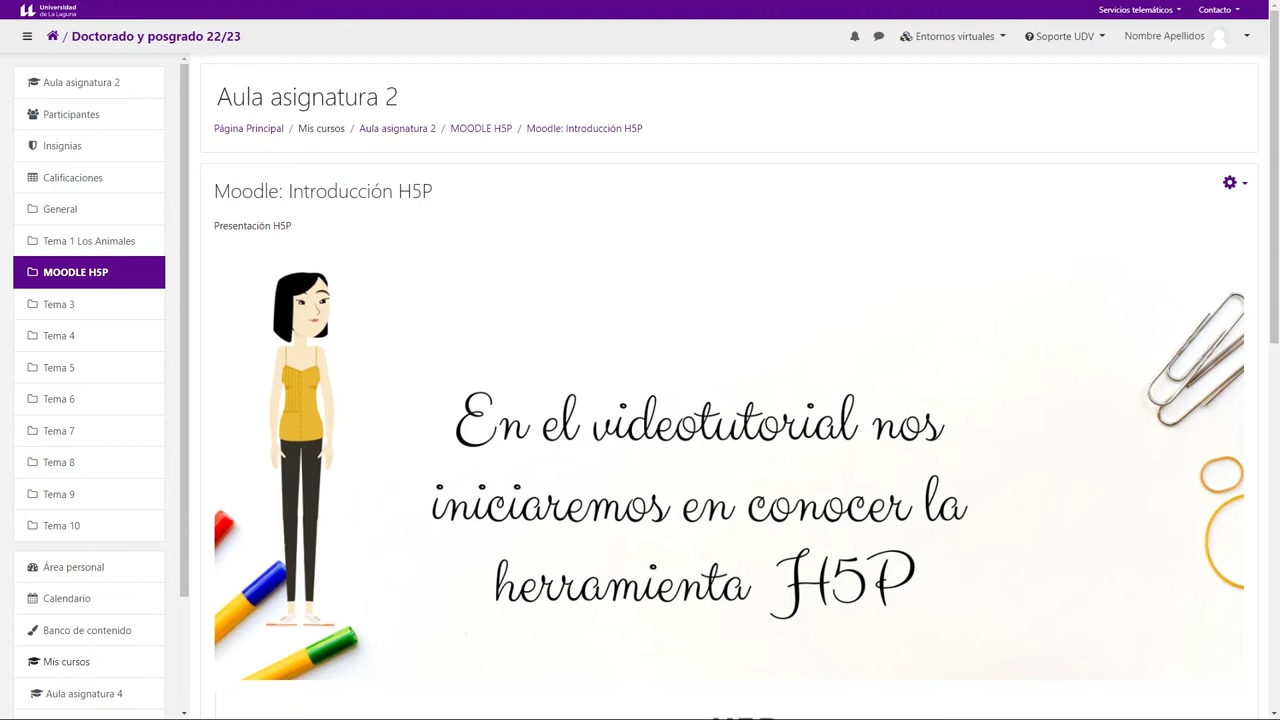 Universidad
de La Laguna
Servicios telemáticos
Contacto
/ Doctorado y posgrado 22/23
Entornos virtuales
Soporte UDV
Nombre Apellidos
Aula asignatura 2
Participantes
Insignias
Calificaciones
General
Tema 1 Los Animales
MOODLE H5P
Tema 3
Tema 4
Tema 5
Tema 6
Tema 7
Tema 8
Tema 9
Tema 10
Área personal
Calendario
Banco de contenido
Mis cursos
Aula asignatura 4
Aula asignatura 2
Página Principal / Mis cursos / Aula asignatura 2 / MOODLE H5P / Moodle: Introducción H5P
Moodle: Introducción H5P
Presentación H5P
En el videotutorial nos
iniciaremos en conocer la
herramienta H5P